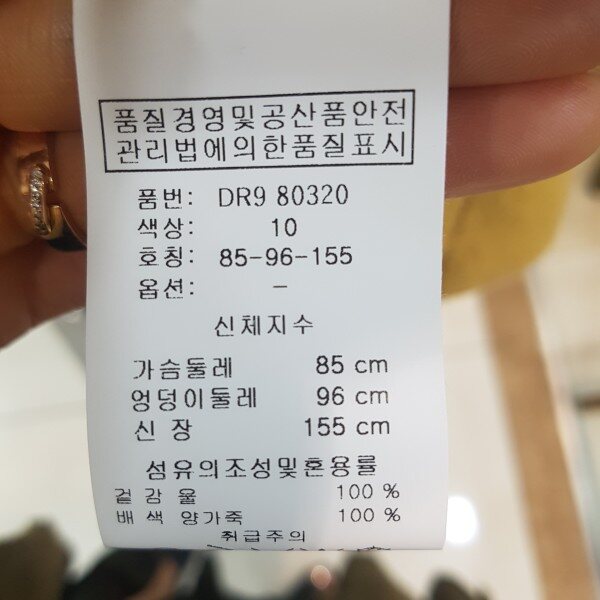 품질경영및공산품안전
관리법에의한품질표시
품번: DR9 80320
색상: 10
호칭: 85-96-155
옵션: -
신체지수
가슴둘레 85 cm
엉덩이둘레 96 cm
신 장 155 cm
섬유의조성및혼용률
겉감 울 100 %
배색 양가죽 100 %
취급주의